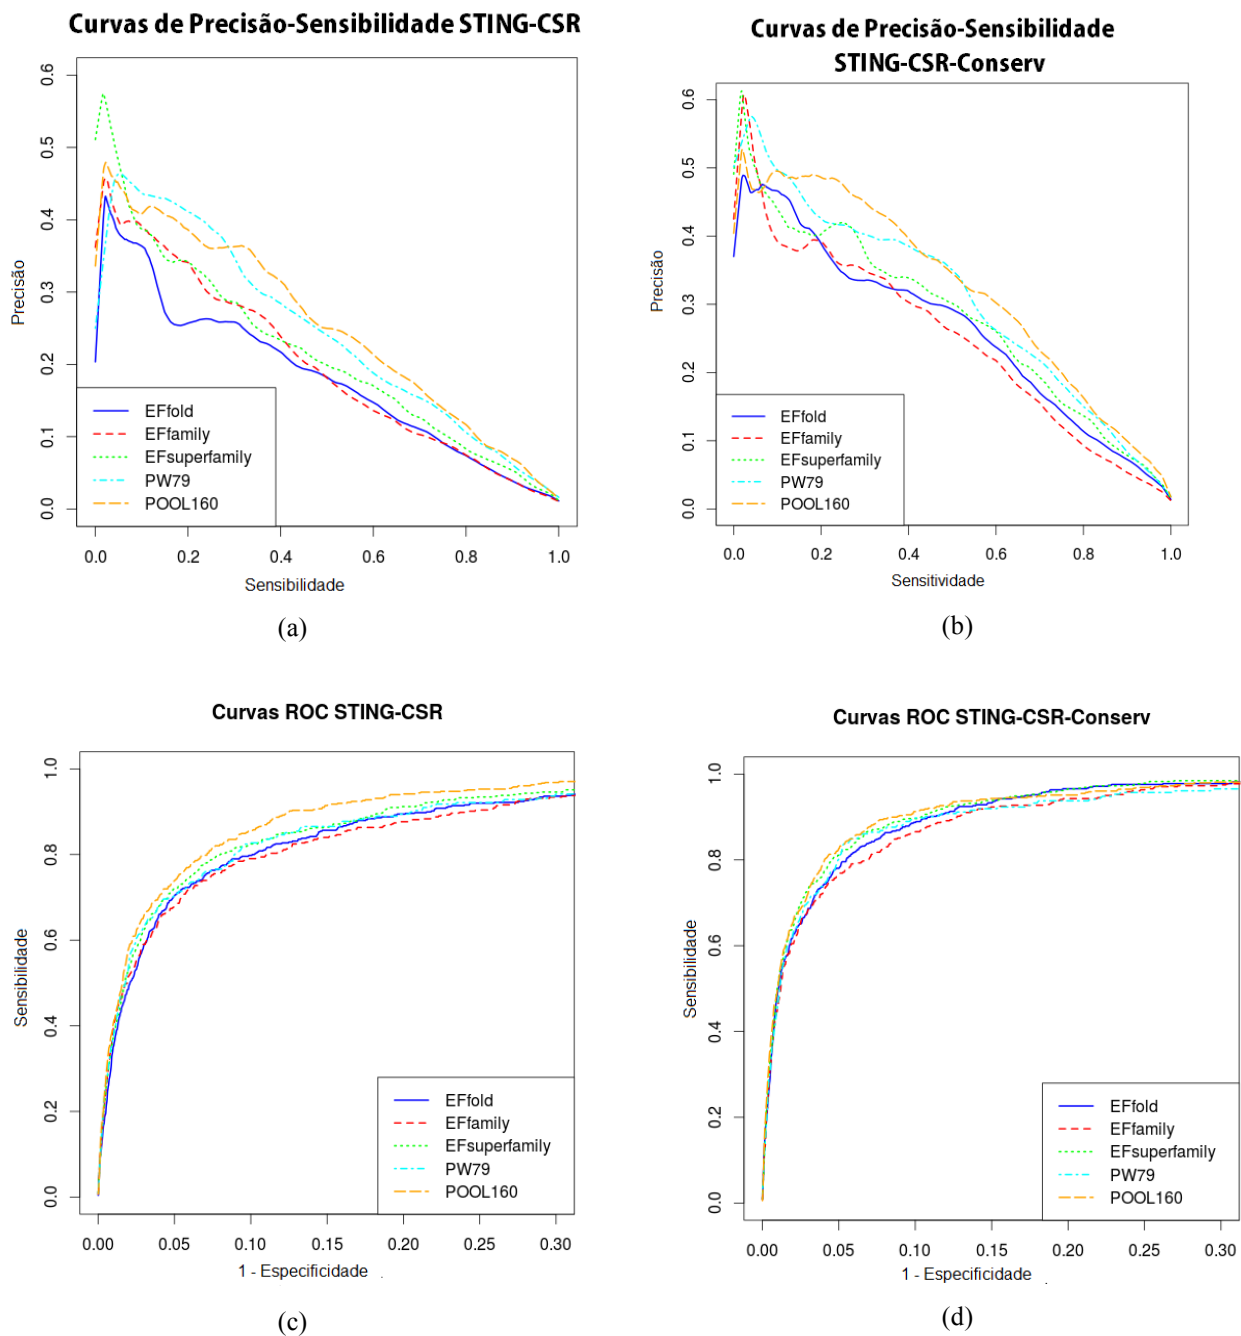 Curvas de Precisão-Sensibilidade STING-CSR
Precisão
0.6
0.5
0.4
0.3
0.2
0.1
0.0
EFfold
EFfamily
EFsuperfamily
PW79
POOL160
0.0 0.2 0.4 0.6 0.8 1.0
Sensibilidade
(a)
Curvas de Precisão-Sensibilidade
STING-CSR-Conserv
Precisão
0.6
0.5
0.4
0.3
0.2
0.1
0.0
EFfold
EFfamily
EFsuperfamily
PW79
POOL160
0.0 0.2 0.4 0.6 0.8 1.0
Sensitividade
(b)
Curvas ROC STING-CSR
Sensibilidade
1.0
0.8
0.6
0.4
0.2
0.0
EFfold
EFfamily
EFsuperfamily
PW79
POOL160
0.00 0.05 0.10 0.15 0.20 0.25 0.30
1 - Especificidade
(c)
Curvas ROC STING-CSR-Conserv
Sensibilidade
1.0
0.8
0.6
0.4
0.2
0.0
EFfold
EFfamily
EFsuperfamily
PW79
POOL160
0.00 0.05 0.10 0.15 0.20 0.25 0.30
1 - Especificidade
(d)